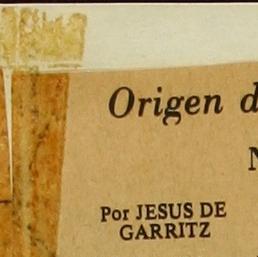 Origen d
N
Por JESUS DE
GARRITZ